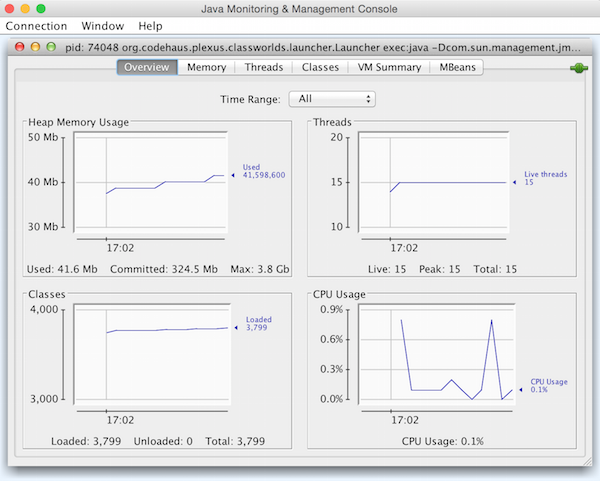 Java Monitoring & Management Console
Connection Window Help
pid: 74048 org.codehaus.plexus.classworlds.launcher.Launcher exec:java -Dcom.sun.management.jm...
Overview Memory Threads Classes VM Summary MBeans
Time Range: All
Heap Memory Usage
50 Mb
40 Mb
30 Mb
Used
41,598,600
17:02
Used: 41.6 Mb Committed: 324.5 Mb Max: 3.8 Gb
Threads
20
15
10
Live threads
15
17:02
Live: 15 Peak: 15 Total: 15
Classes
4,000
3,000
Loaded
3,799
17:02
Loaded: 3,799 Unloaded: 0 Total: 3,799
CPU Usage
0.9%
0.6%
0.3%
0.0%
CPU Usage
0.1%
17:02
CPU Usage: 0.1%